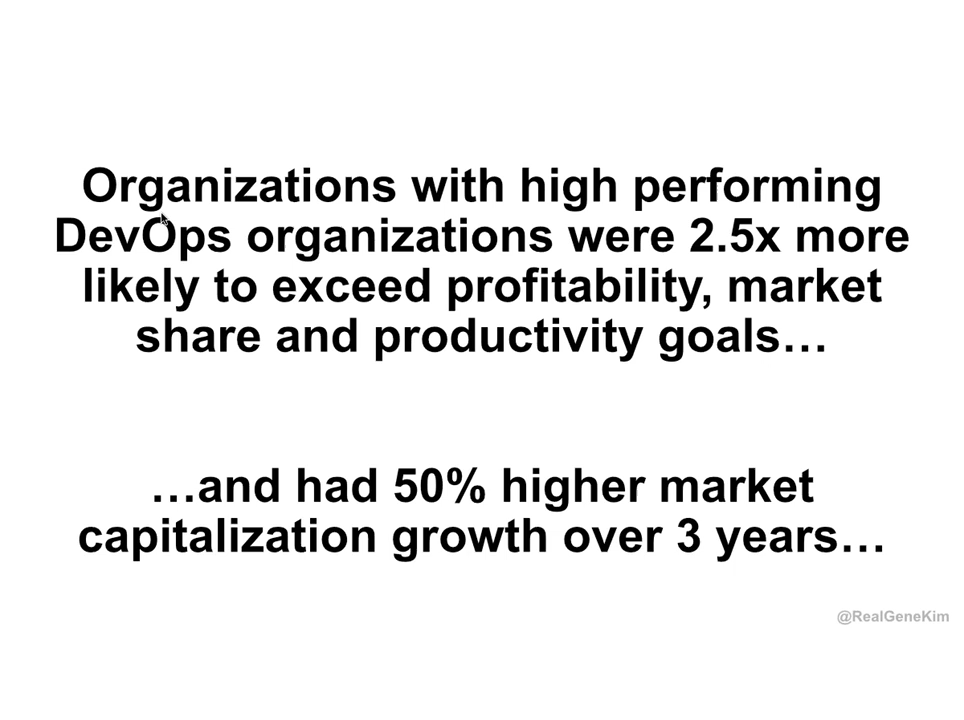 Organizations with high performing
DevOps organizations were 2.5x more
likely to exceed profitability, market
share and productivity goals…
…and had 50% higher market
capitalization growth over 3 years…
@RealGeneKim